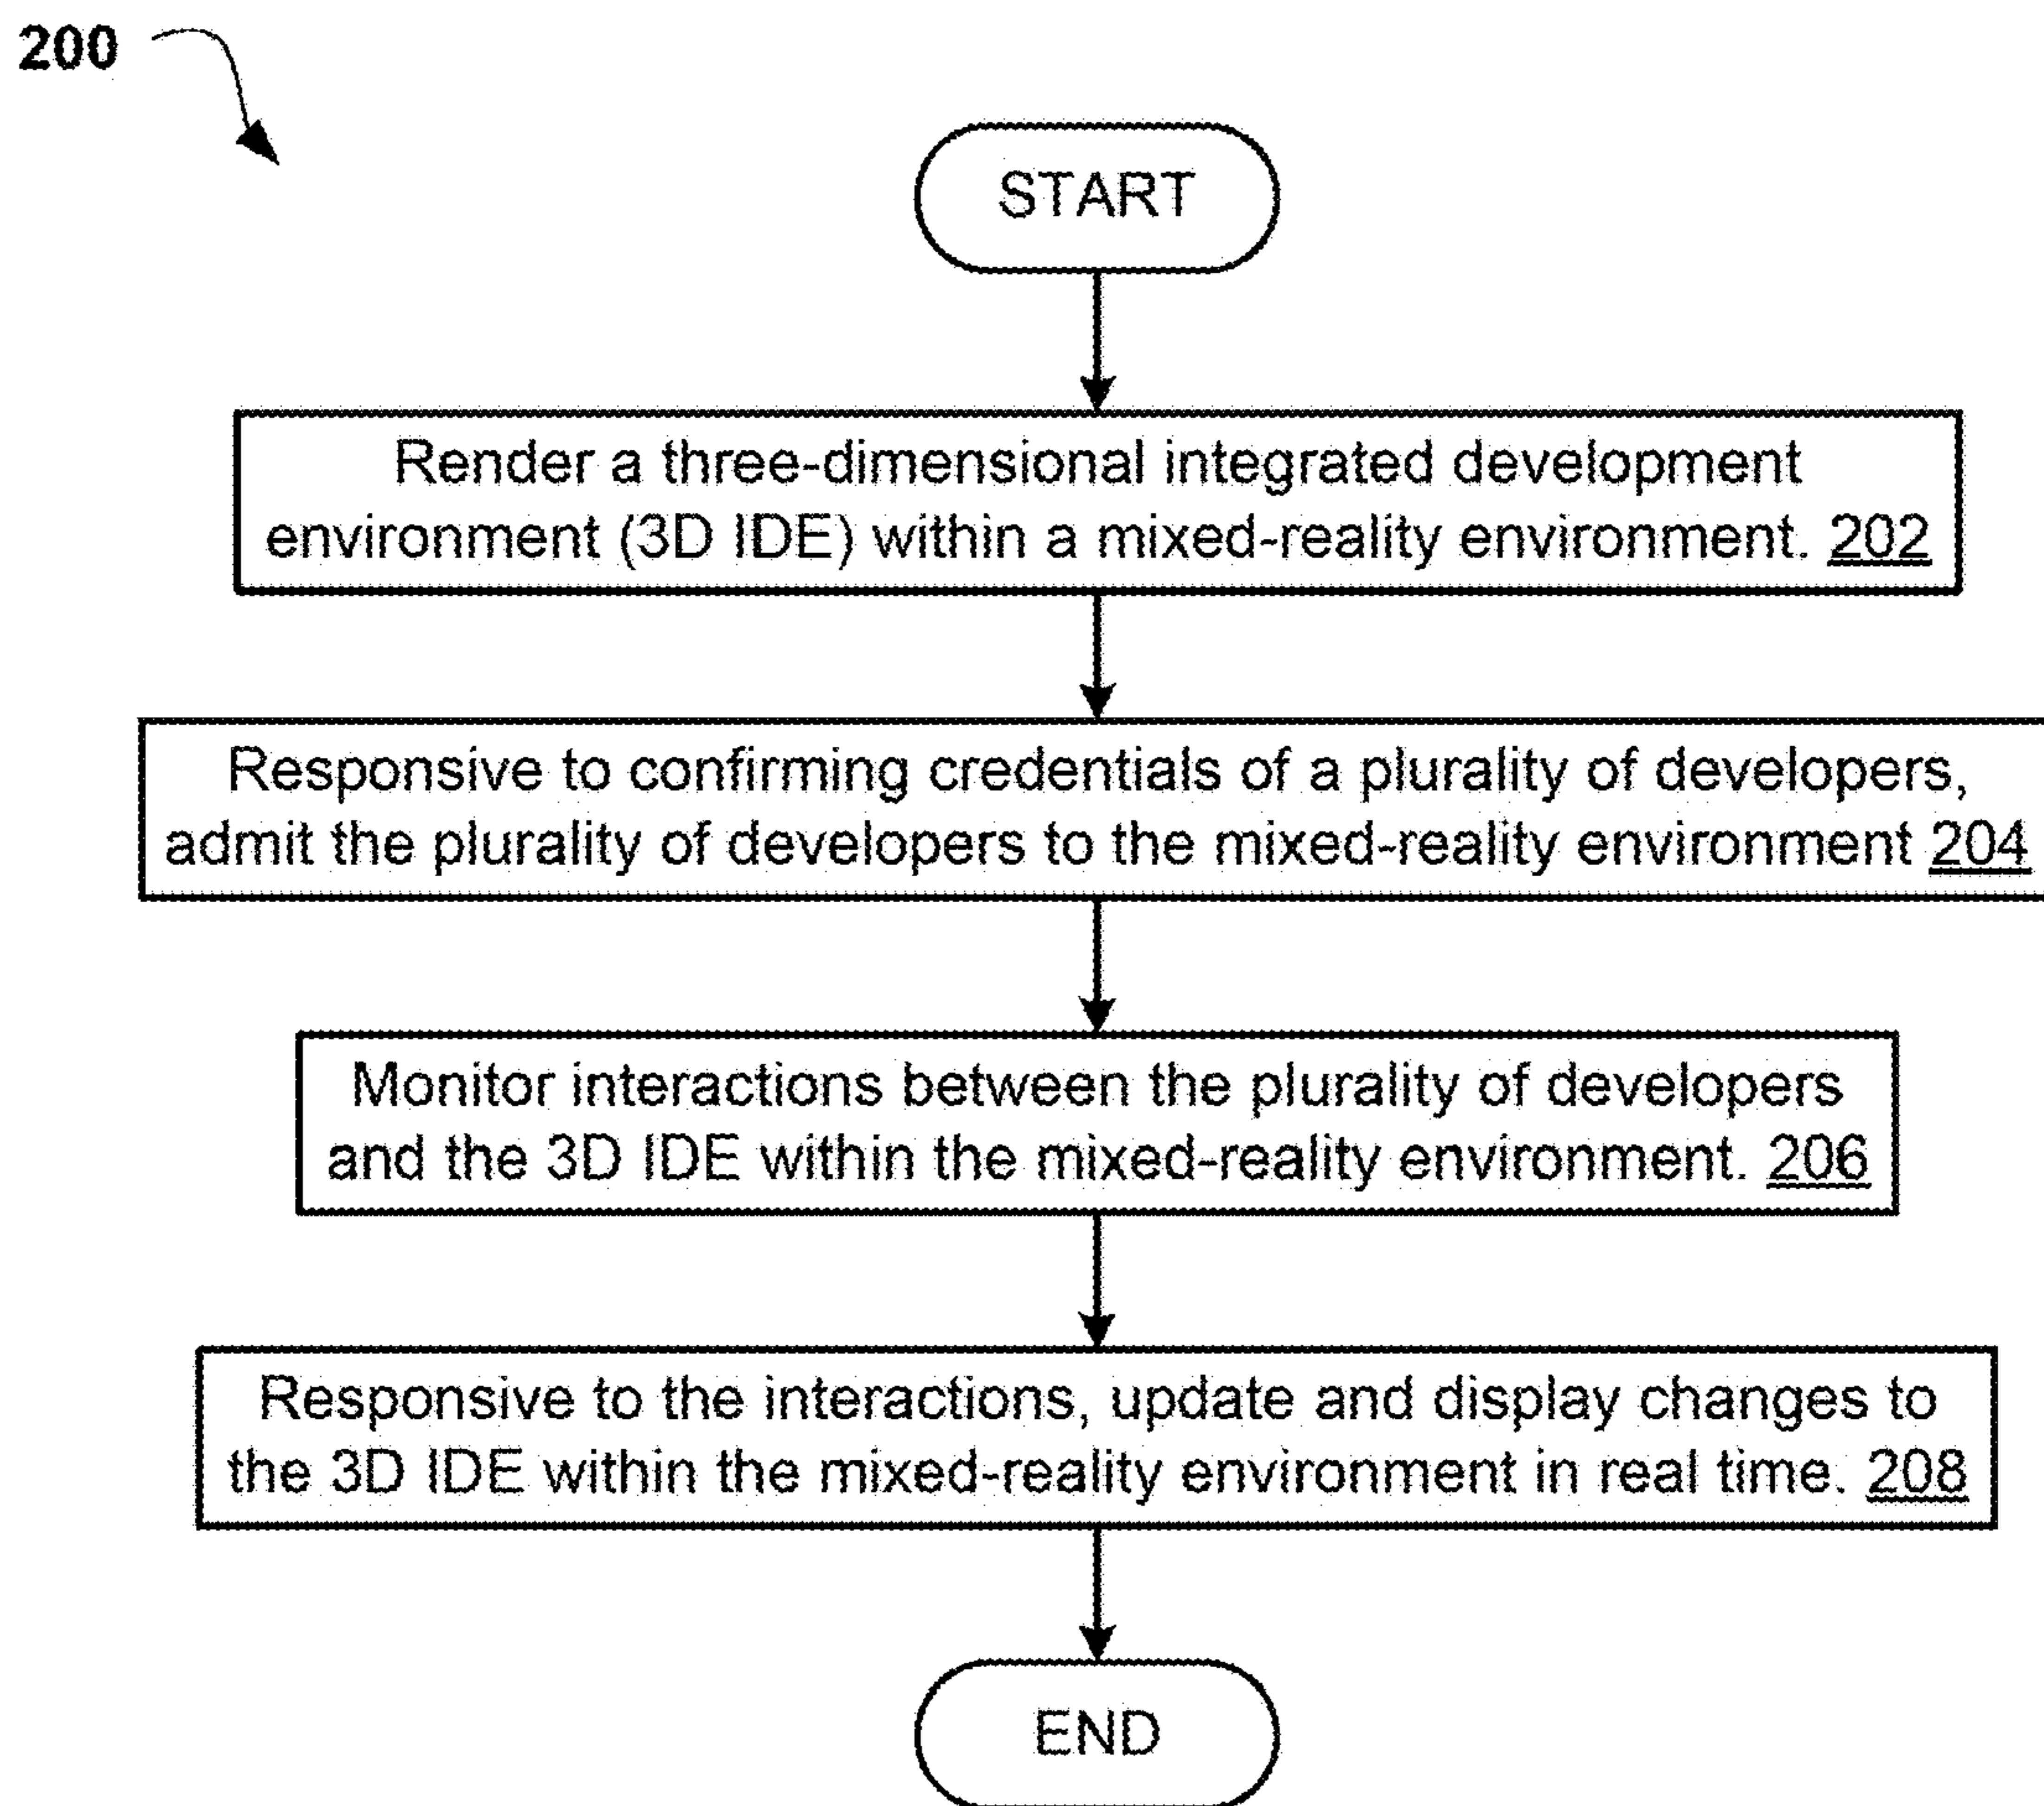 200
START
Render a three-dimensional integrated development
environment (3D IDE) within a mixed-reality environment. 202
Responsive to confirming credentials of a plurality of developers,
admit the plurality of developers to the mixed-reality environment 204
Monitor interactions between the plurality of developers
and the 3D IDE within the mixed-reality environment. 206
Responsive to the interactions, update and display changes to
the 3D IDE within the mixed-reality environment in real time. 208
END